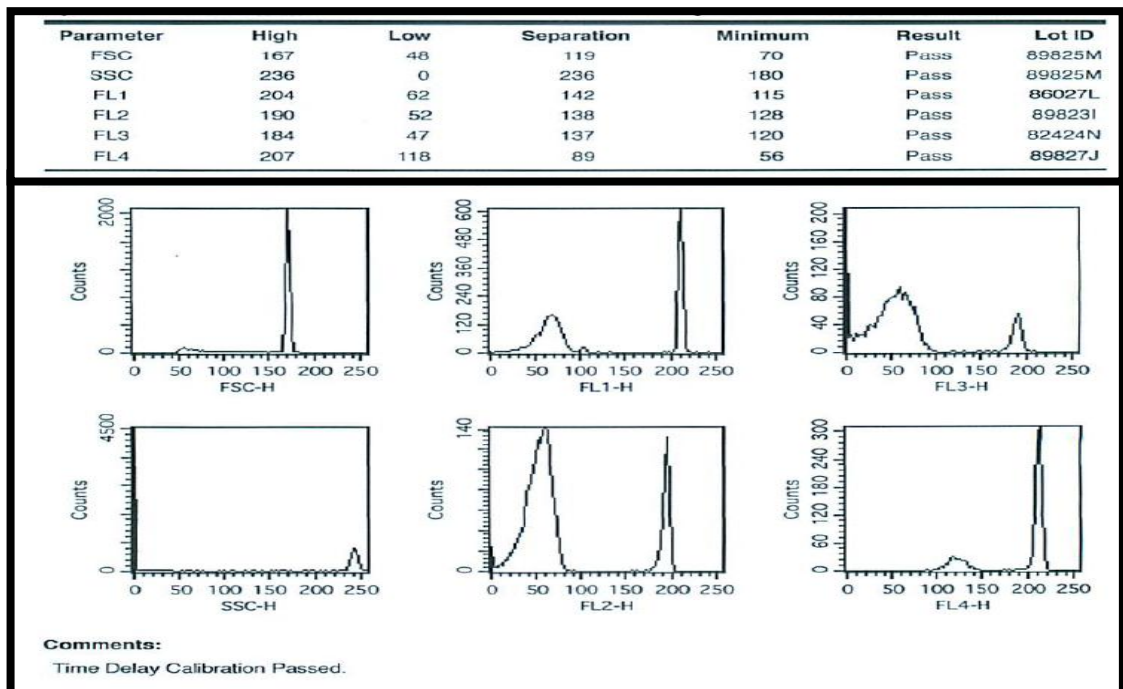 Parameter High Low Separation Minimum Result Lot ID
FSC 167 48 119 70 Pass 89825M
SSC 236 0 236 180 Pass 89825M
FL1 204 62 142 115 Pass 86027L
FL2 190 52 138 128 Pass 89823I
FL3 184 47 137 120 Pass 82424N
FL4 207 118 89 56 Pass 89827J
2000
0
Counts
0 50 100 150 200 250
FSC-H
600
480
360
240
120
0
Counts
0 50 100 150 200 250
FL1-H
200
160
120
80
40
0
Counts
0 50 100 150 200 250
FL3-H
4500
0
Counts
0 50 100 150 200 250
SSC-H
140
0
Counts
0 50 100 150 200 250
FL2-H
300
240
180
120
60
0
Counts
0 50 100 150 200 250
FL4-H
Comments:
Time Delay Calibration Passed.